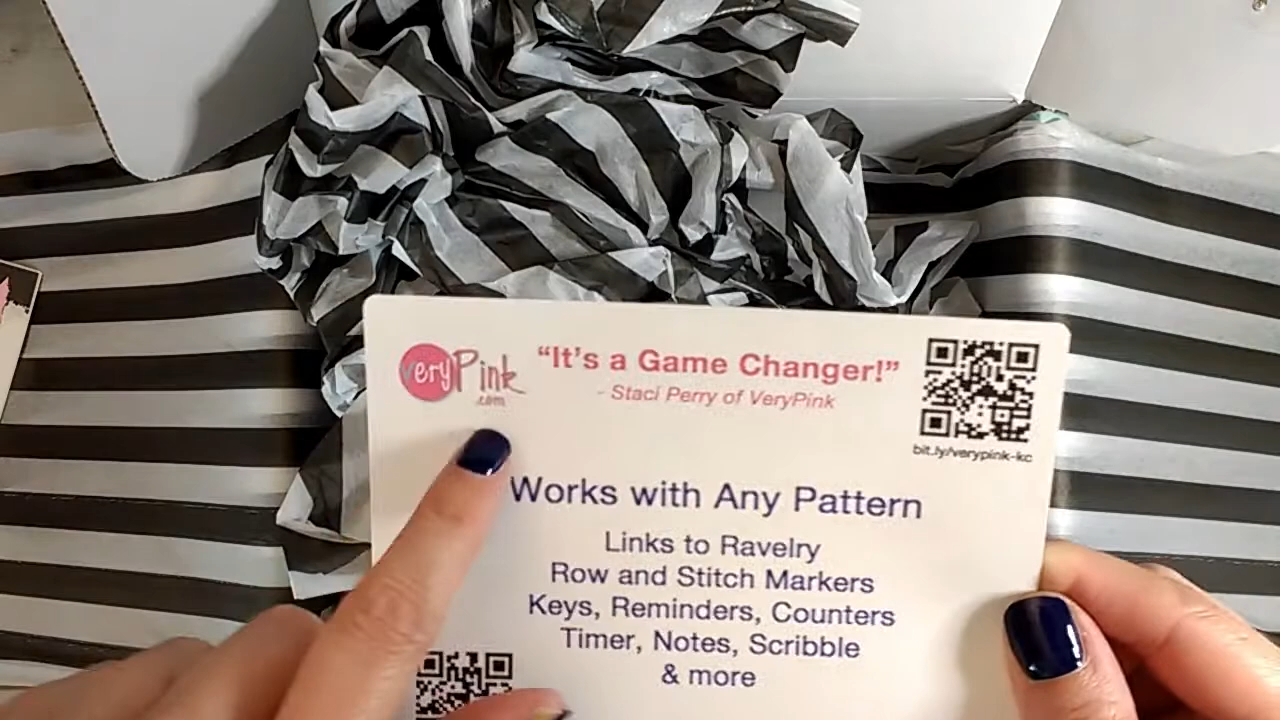 veryPink
.com
“It's a Game Changer!”
- Staci Perry of VeryPink
bit.ly/verypink-kc
Works with Any Pattern
Links to Ravelry
Row and Stitch Markers
Keys, Reminders, Counters
Timer, Notes, Scribble
& more